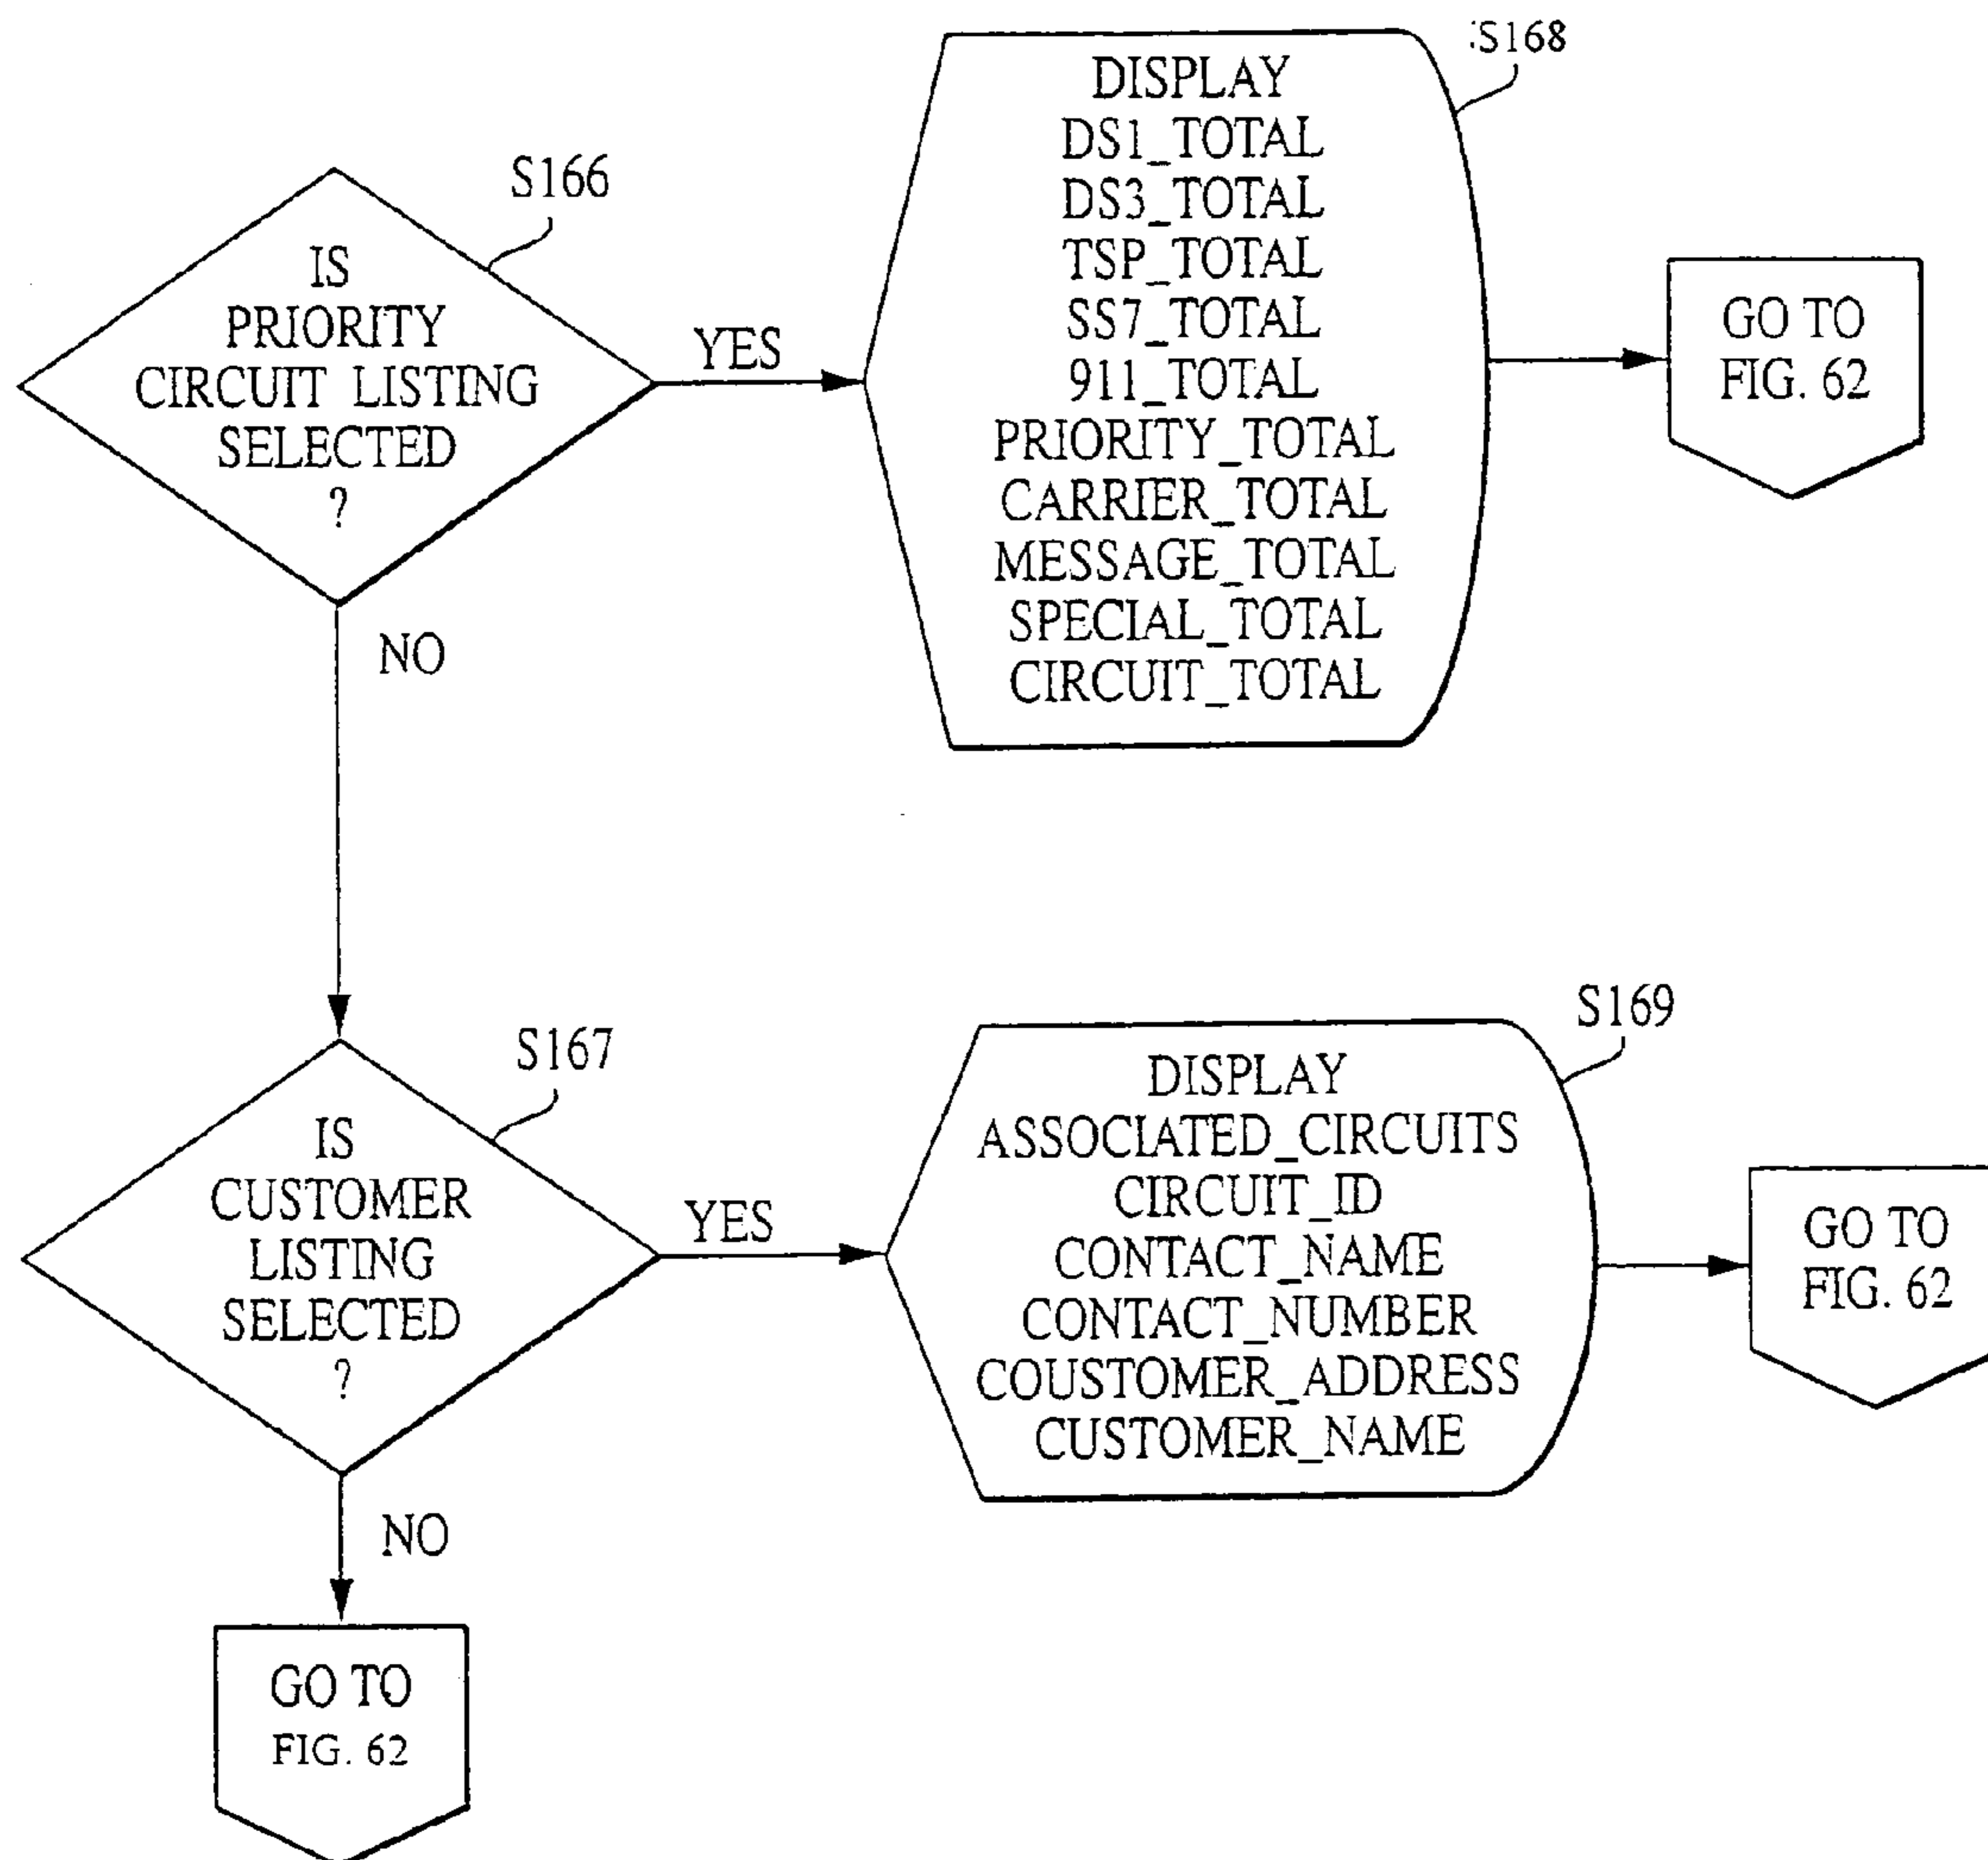 S166
IS
PRIORITY
CIRCUIT LISTING
SELECTED
?
YES
NO
S168
DISPLAY
DS1_TOTAL
DS3_TOTAL
TSP_TOTAL
SS7_TOTAL
911_TOTAL
PRIORITY_TOTAL
CARRIER_TOTAL
MESSAGE_TOTAL
SPECIAL_TOTAL
CIRCUIT_TOTAL
GO TO
FIG. 62
S167
IS
CUSTOMER
LISTING
SELECTED
?
YES
NO
S169
DISPLAY
ASSOCIATED_CIRCUITS
CIRCUIT_ID
CONTACT_NAME
CONTACT_NUMBER
COUSTOMER_ADDRESS
CUSTOMER_NAME
GO TO
FIG. 62
GO TO
FIG. 62